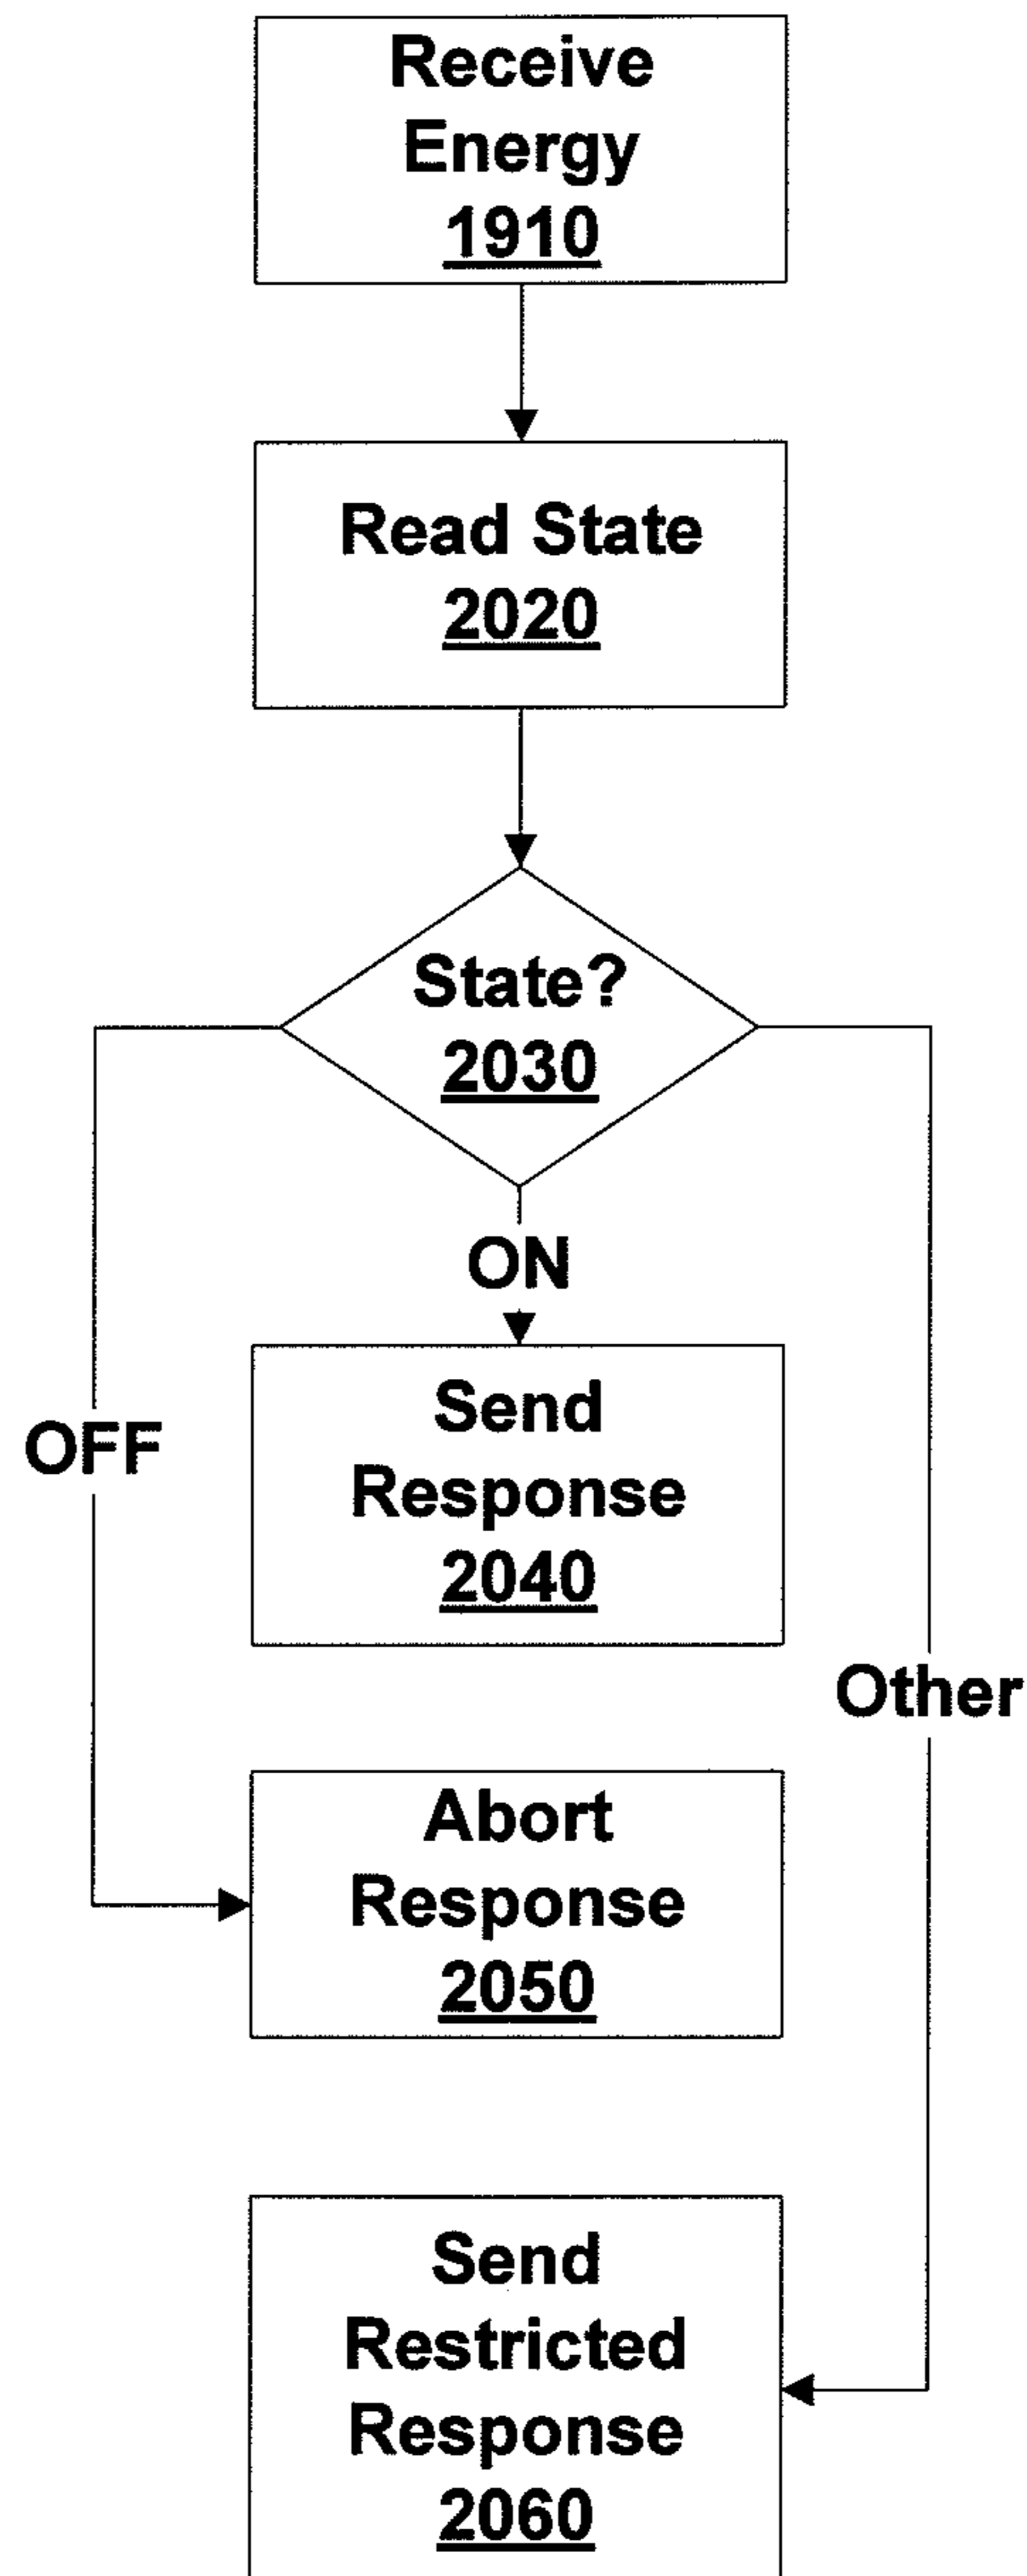 Receive
Energy
1910
Read State
2020
State?
2030
ON
OFF
Send
Response
2040
Other
Abort
Response
2050
Send
Restricted
Response
2060